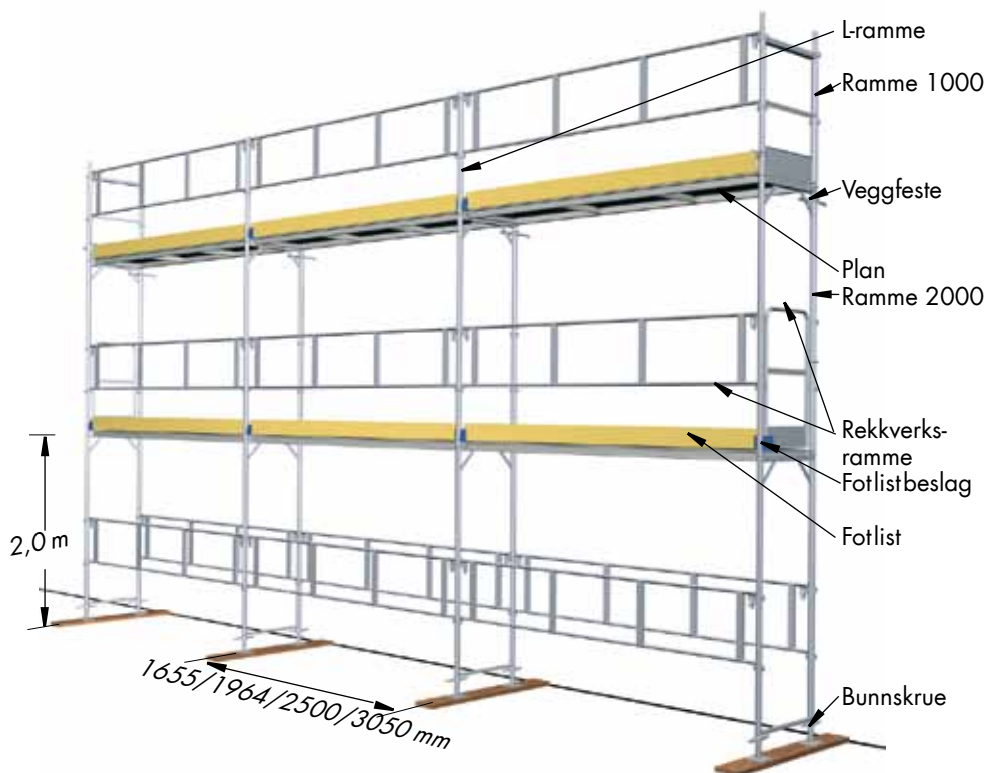 L-ramme
Ramme 1000
Veggfeste
Plan
Ramme 2000
Rekkverks-
ramme
Fotlistbeslag
Fotlist
2,0 m
1655/1964/2500/3050 mm
Bunnskrue